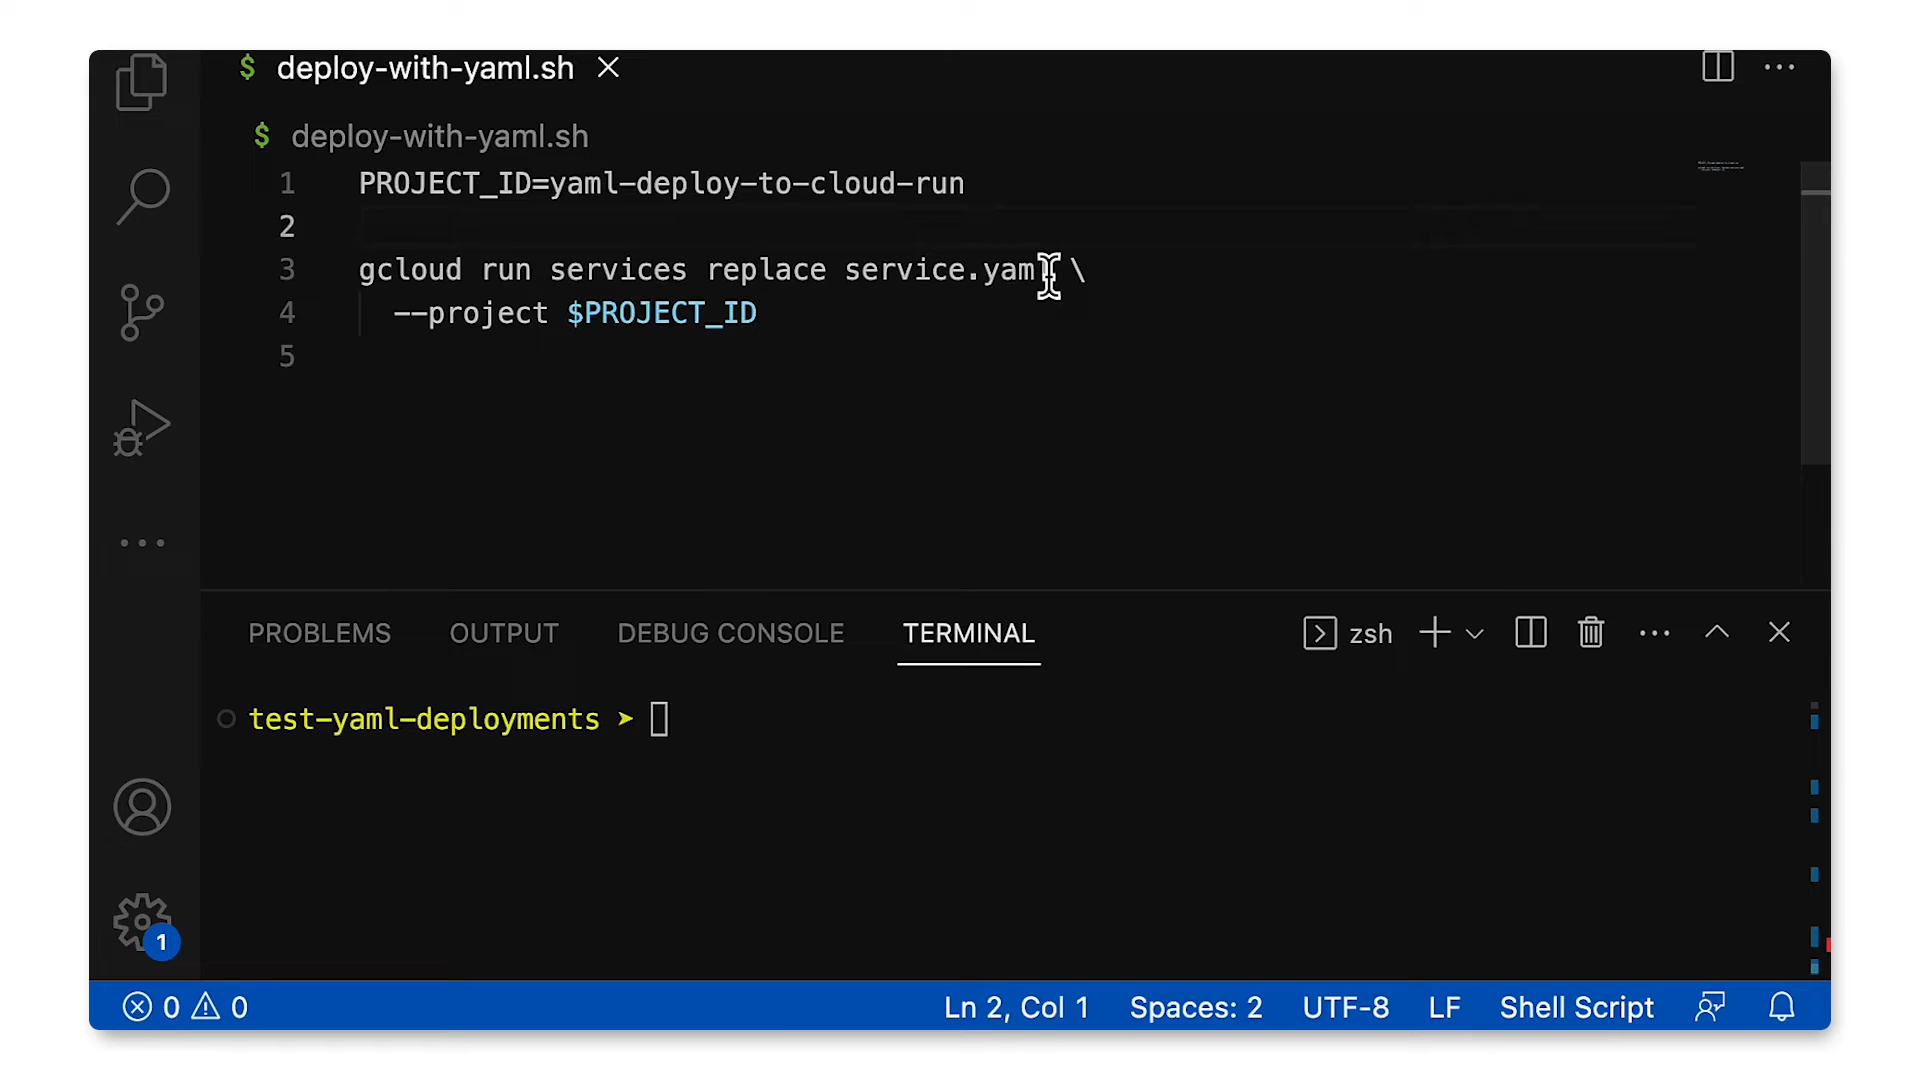 $ deploy-with-yaml.sh
$ deploy-with-yaml.sh
1 PROJECT_ID=yaml-deploy-to-cloud-run
2
3 gcloud run services replace service.yaml \
4 --project $PROJECT_ID
5
PROBLEMS OUTPUT DEBUG CONSOLE TERMINAL zsh
test-yaml-deployments ➤
1
0 0 Ln 2, Col 1 Spaces: 2 UTF-8 LF Shell Script